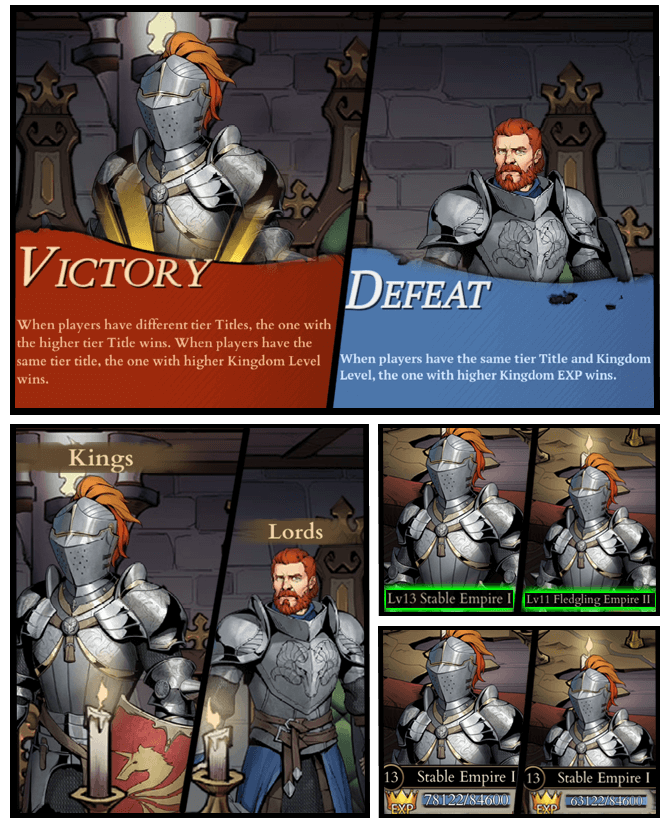 VICTORY
When players have different tier Titles, the one with
the higher tier Title wins. When players have the
same tier title, the one with higher Kingdom Level
wins.
DEFEAT
When players have the same tier Title and Kingdom
Level, the one with higher Kingdom EXP wins.
Kings
Lords
Lv13 Stable Empire I
Lv11 Fledgling Empire II
13 Stable Empire I
EXP 78122/84600
13 Stable Empire I
EXP 63122/84600